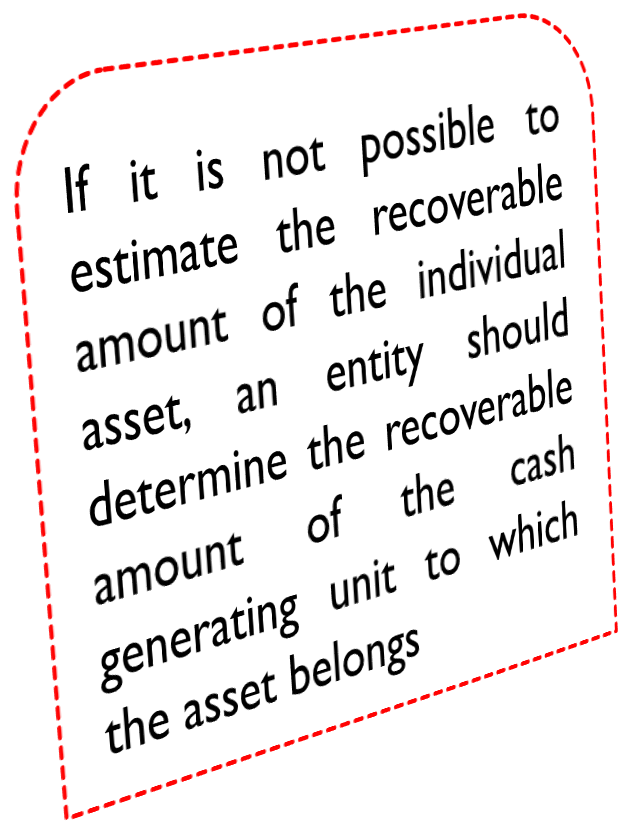 If it is not possible to
estimate the recoverable
amount of the individual
asset, an entity should
determine the recoverable
amount of the cash
generating unit to which
the asset belongs